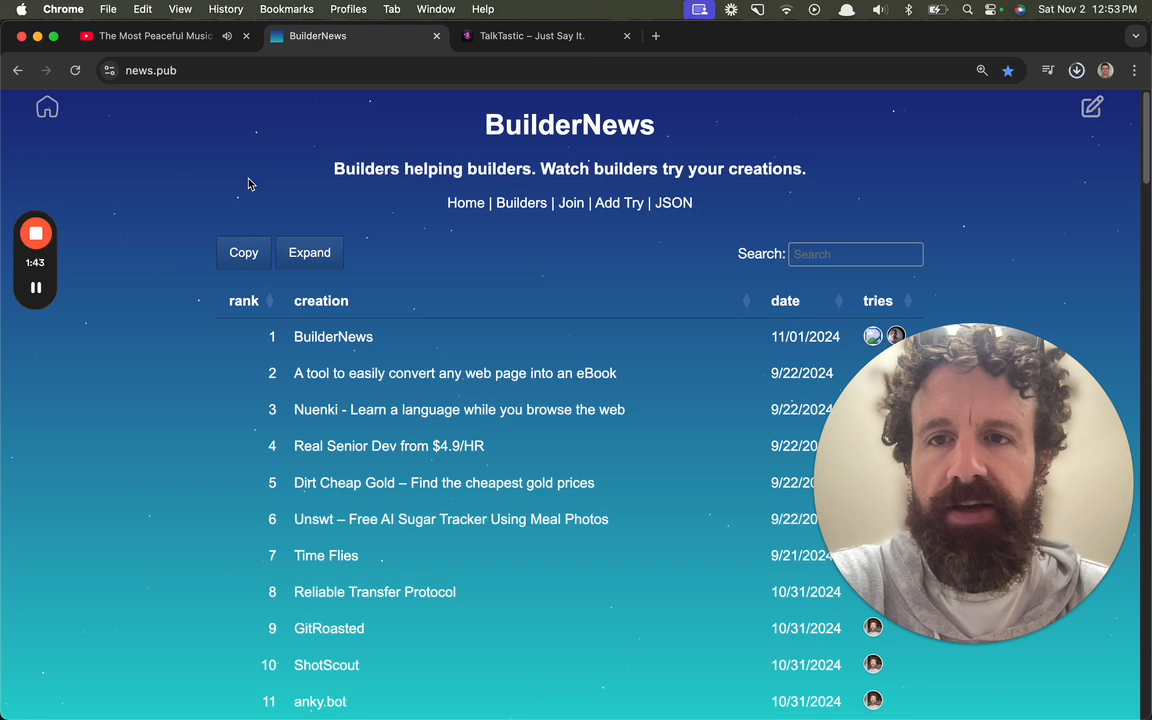 Chrome File Edit View History Bookmarks Profiles Tab Window Help Sat Nov 2 12:53 PM
The Most Peaceful Music
BuilderNews
TalkTastic – Just Say It.
news.pub
BuilderNews
Builders helping builders. Watch builders try your creations.
Home | Builders | Join | Add Try | JSON
Copy Expand Search: Search
1:43
rank creation date tries
1 BuilderNews 11/01/2024
2 A tool to easily convert any web page into an eBook 9/22/2024
3 Nuenki - Learn a language while you browse the web 9/22/2024
4 Real Senior Dev from $4.9/HR
5 Dirt Cheap Gold – Find the cheapest gold prices
6 Unswt – Free AI Sugar Tracker Using Meal Photos
7 Time Flies 9/21/2024
8 Reliable Transfer Protocol 10/31/2024
9 GitRoasted 10/31/2024
10 ShotScout 10/31/2024
11 anky.bot 10/31/2024